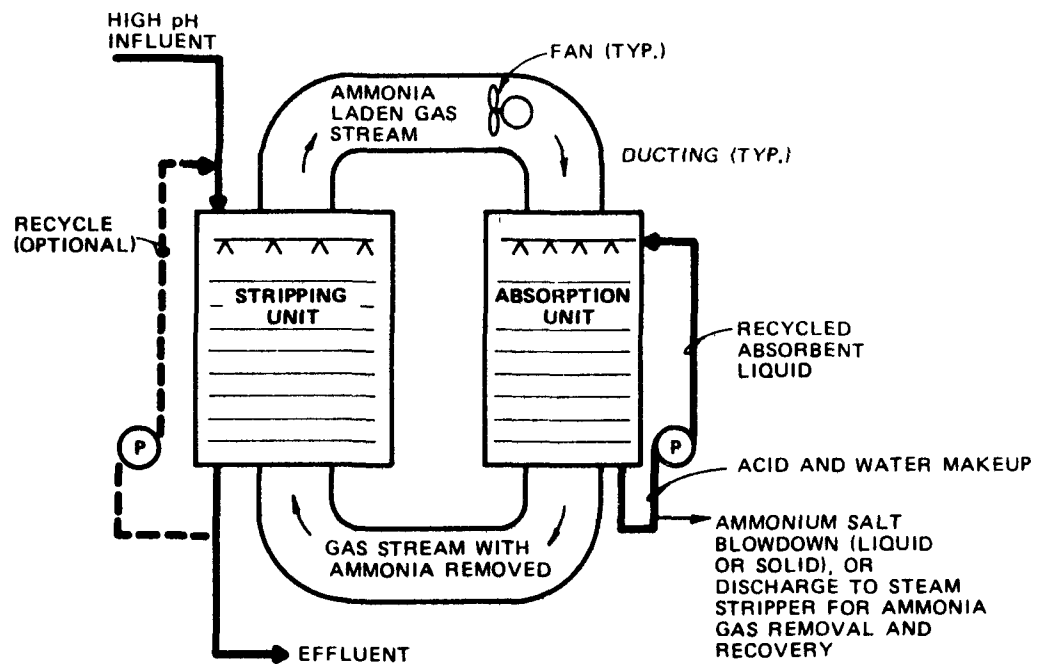 HIGH pH
INFLUENT
FAN (TYP.)
AMMONIA
LADEN GAS
STREAM
DUCTING (TYP.)
RECYCLE
(OPTIONAL)
STRIPPING
UNIT
ABSORPTION
UNIT
RECYCLED
ABSORBENT
LIQUID
P
P
ACID AND WATER MAKEUP
GAS STREAM WITH
AMMONIA REMOVED
AMMONIUM SALT
BLOWDOWN (LIQUID
OR SOLID), OR
DISCHARGE TO STEAM
STRIPPER FOR AMMONIA
GAS REMOVAL AND
RECOVERY
EFFLUENT